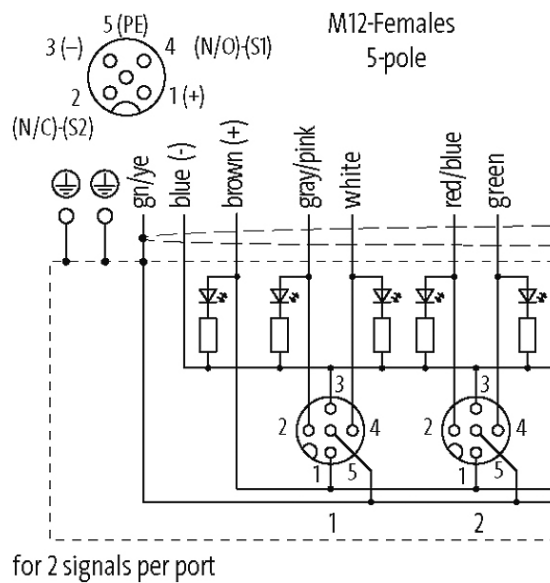 5 (PE)
M12-Females
3 (–)
4
(N/O)-(S1)
5-pole
2
1 (+)
(N/C)-(S2)
gn/ye
blue (-)
brown (+)
gray/pink
white
red/blue
green
3
3
2
4
2
4
1
5
1
5
1
2
for 2 signals per port